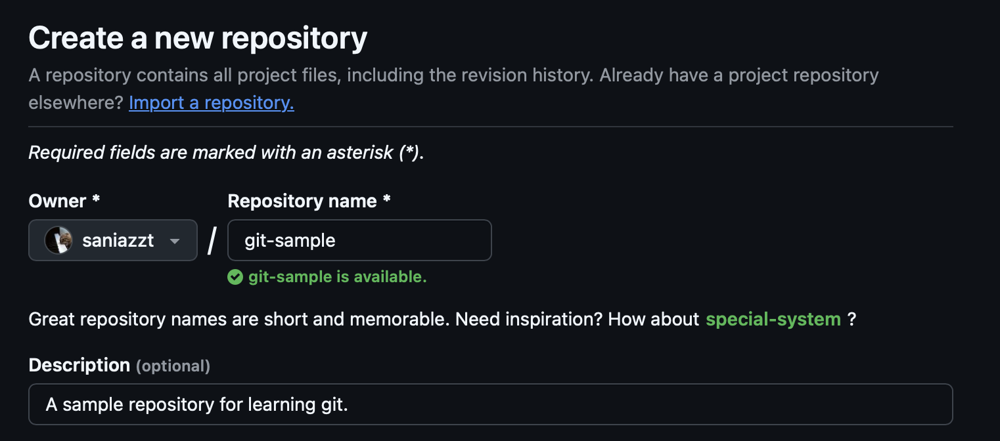 Create a new repository
A repository contains all project files, including the revision history. Already have a project repository
elsewhere? Import a repository.
Required fields are marked with an asterisk (*).
Owner *
Repository name *
saniazzt
/
git-sample
git-sample is available.
Great repository names are short and memorable. Need inspiration? How about special-system ?
Description (optional)
A sample repository for learning git.